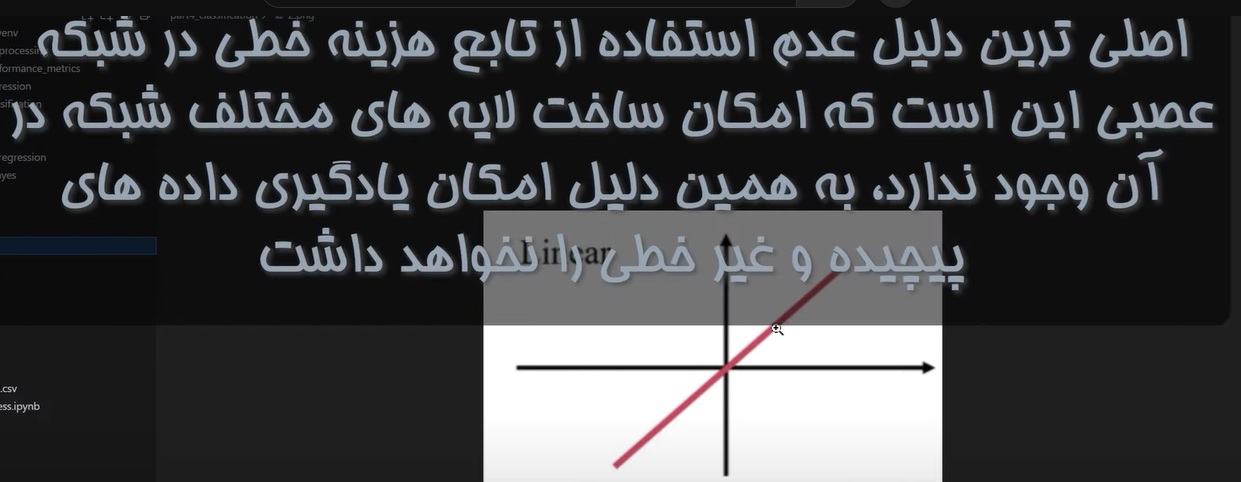 اصلی ترین دلیل عدم استفاده از تابع هزینه خطی در شبکه
عصبی این است که امکان ساخت لایه های مختلف شبکه در
آن وجود ندارد، به همین دلیل امکان یادگیری داده های
پیچیده و غیر خطی را نخواهد داشت
Linear
venv
formance_metrics
ression
sification
regression
yes
.csv
ess.ipynb